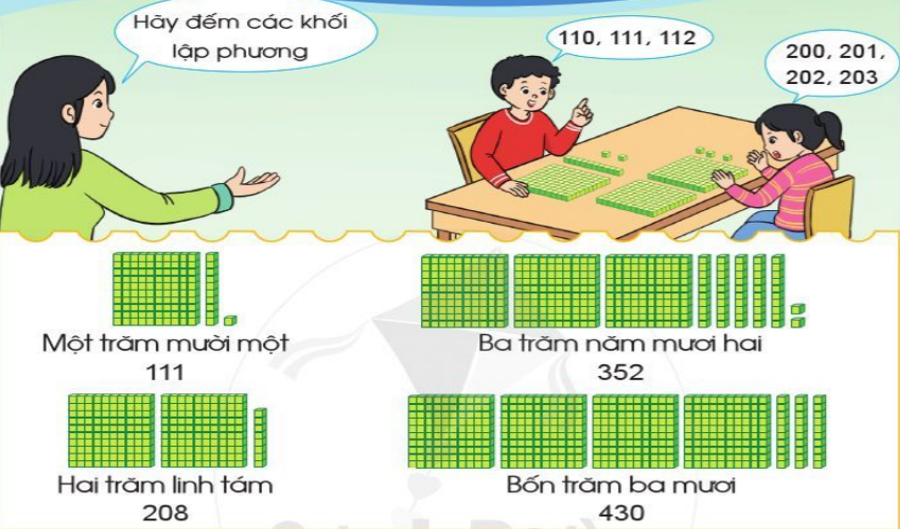 Hãy đếm các khối
lập phương
110, 111, 112
200, 201,
202, 203
Một trăm mười một
111
Ba trăm năm mươi hai
352
Hai trăm linh tám
208
Bốn trăm ba mươi
430